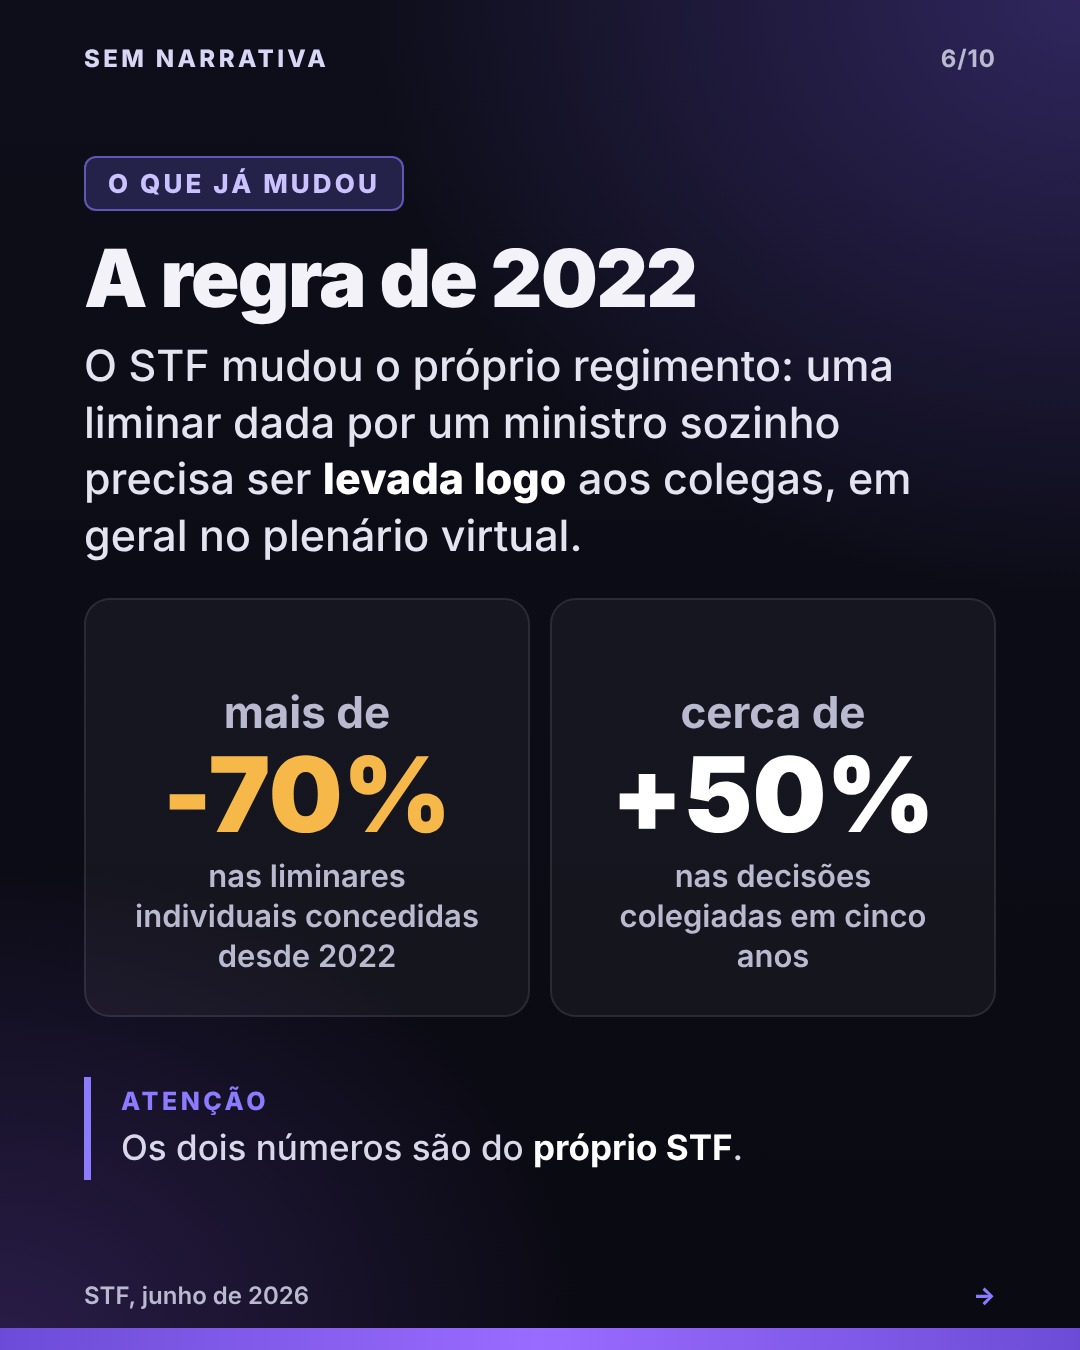 SEM NARRATIVA
6/10
O QUE JÁ MUDOU
A regra de 2022
O STF mudou o próprio regimento: uma
liminar dada por um ministro sozinho
precisa ser levada logo aos colegas, em
geral no plenário virtual.
mais de
-70%
nas liminares
individuais concedidas
desde 2022
cerca de
+50%
nas decisões
colegiadas em cinco
anos
ATENÇÃO
Os dois números são do próprio STF.
STF, junho de 2026
→